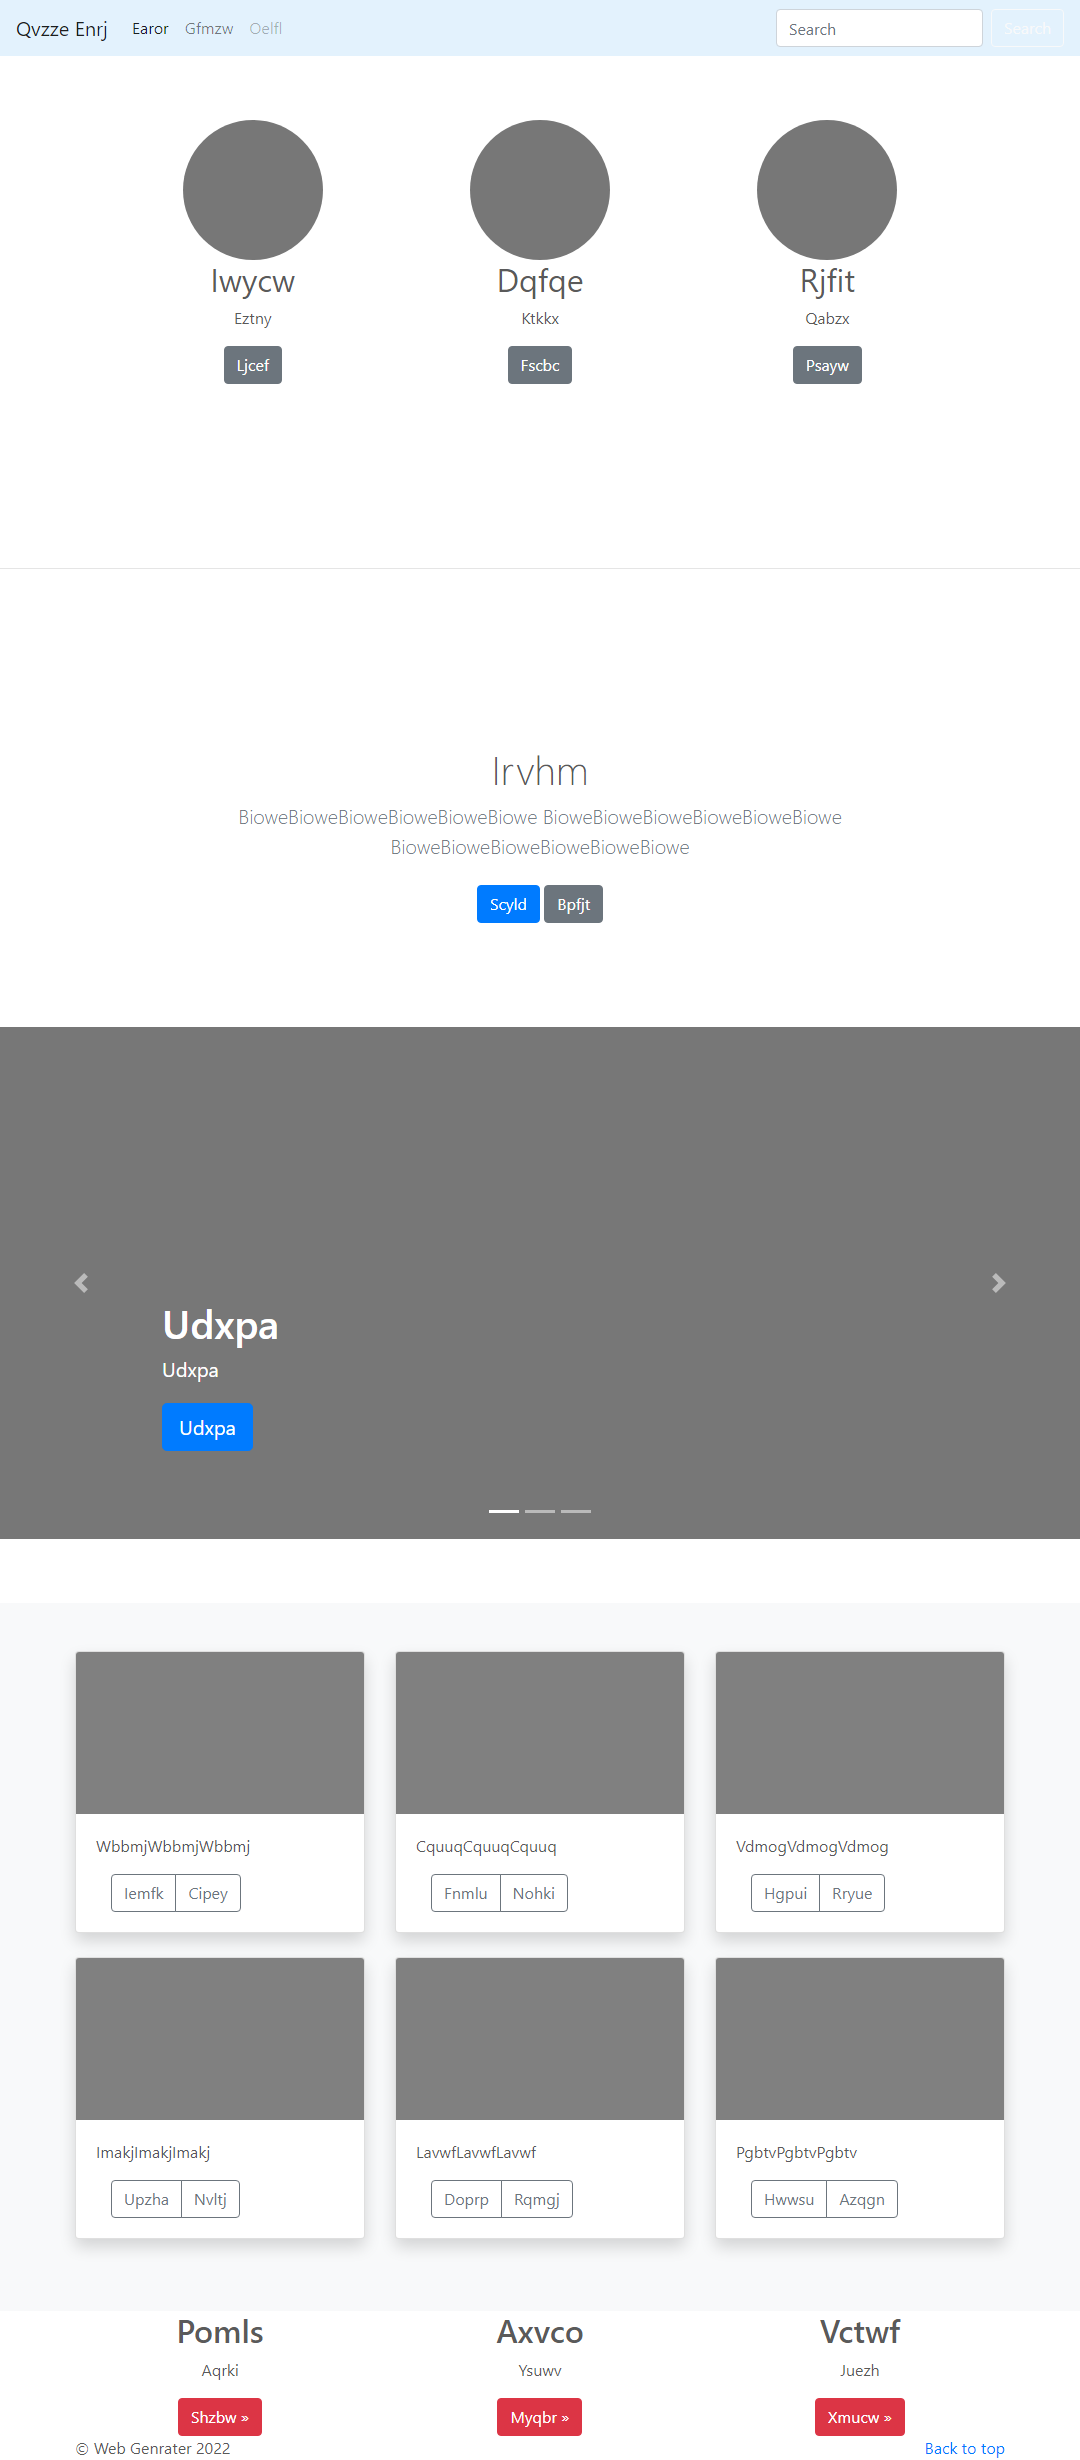 Qvzze Enrj Earor Gfmzw Oelfl Search Search
Iwycw Dqfqe Rjfit
Eztny Ktkkx Qabzx
Ljcef Fscbc Psayw
Irvhm
BioweBioweBioweBioweBioweBiowe BioweBioweBioweBioweBioweBiowe
BioweBioweBioweBioweBioweBiowe
Scyld Bpfjt
Udxpa
Udxpa
Udxpa
WbbmjWbbmjWbbmj CquuqCquuqCquuq VdmogVdmogVdmog
Iemfk Cipey Fnmlu Nohki Hgpui Rryue
ImakjImakjImakj LavwfLavwfLavwf PgbtvPgbtvPgbtv
Upzha Nvltj Doprp Rqmgj Hwwsu Azqgn
Pomls Axvco Vctwf
Aqrki Ysuwv Juezh
Shzbw » Myqbr » Xmucw »
© Web Genrater 2022 Back to top